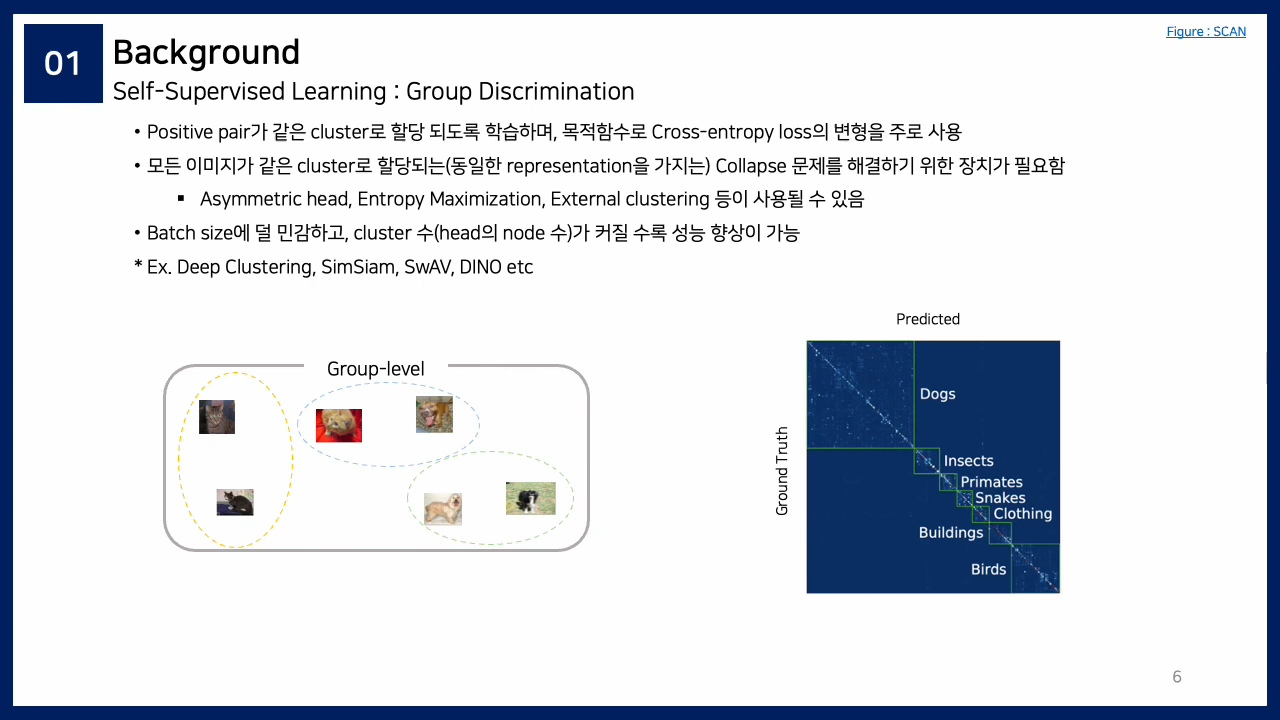 01
Background
Figure : SCAN
Self-Supervised Learning : Group Discrimination
• Positive pair가 같은 cluster로 할당 되도록 학습하며, 목적함수로 Cross-entropy loss의 변형을 주로 사용
• 모든 이미지가 같은 cluster로 할당되는(동일한 representation을 가지는) Collapse 문제를 해결하기 위한 장치가 필요함
▪ Asymmetric head, Entropy Maximization, External clustering 등이 사용될 수 있음
• Batch size에 덜 민감하고, cluster 수(head의 node 수)가 커질 수록 성능 향상이 가능
* Ex. Deep Clustering, SimSiam, SwAV, DINO etc
Group-level
Predicted
Ground Truth
Dogs
Insects
Primates
Snakes
Clothing
Buildings
Birds
6